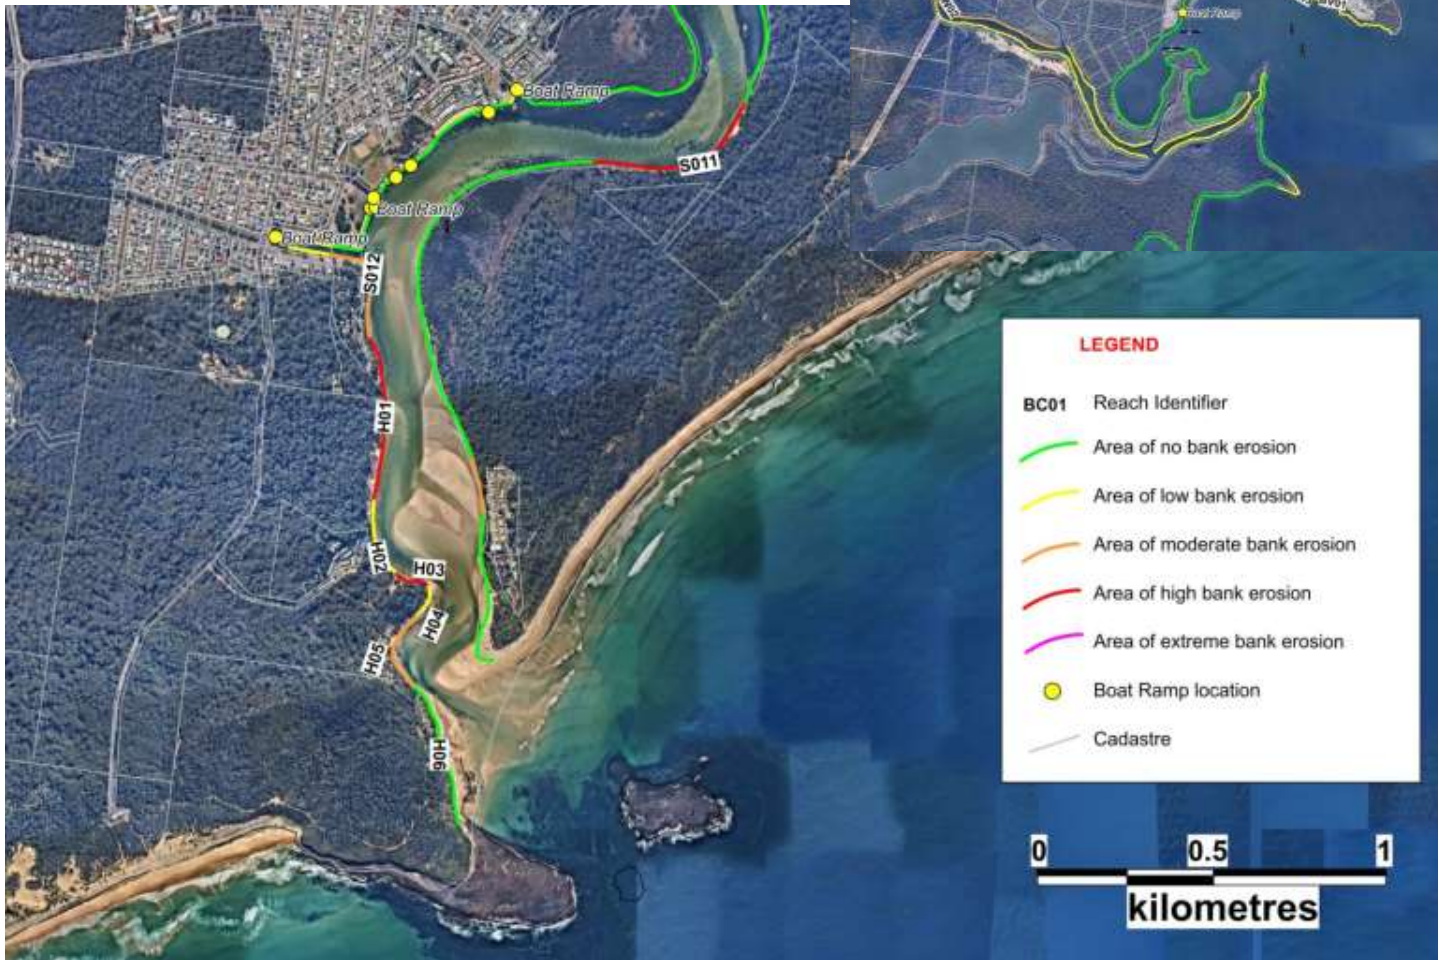 Boat Ramp
Boat Ramp
S011
Boat Ramp
Boat Ramp
S012
H01
H02
H03
H04
H05
H06
LEGEND
BC01 Reach Identifier
Area of no bank erosion
Area of low bank erosion
Area of moderate bank erosion
Area of high bank erosion
Area of extreme bank erosion
Boat Ramp location
Cadastre
0 0.5 1
kilometres